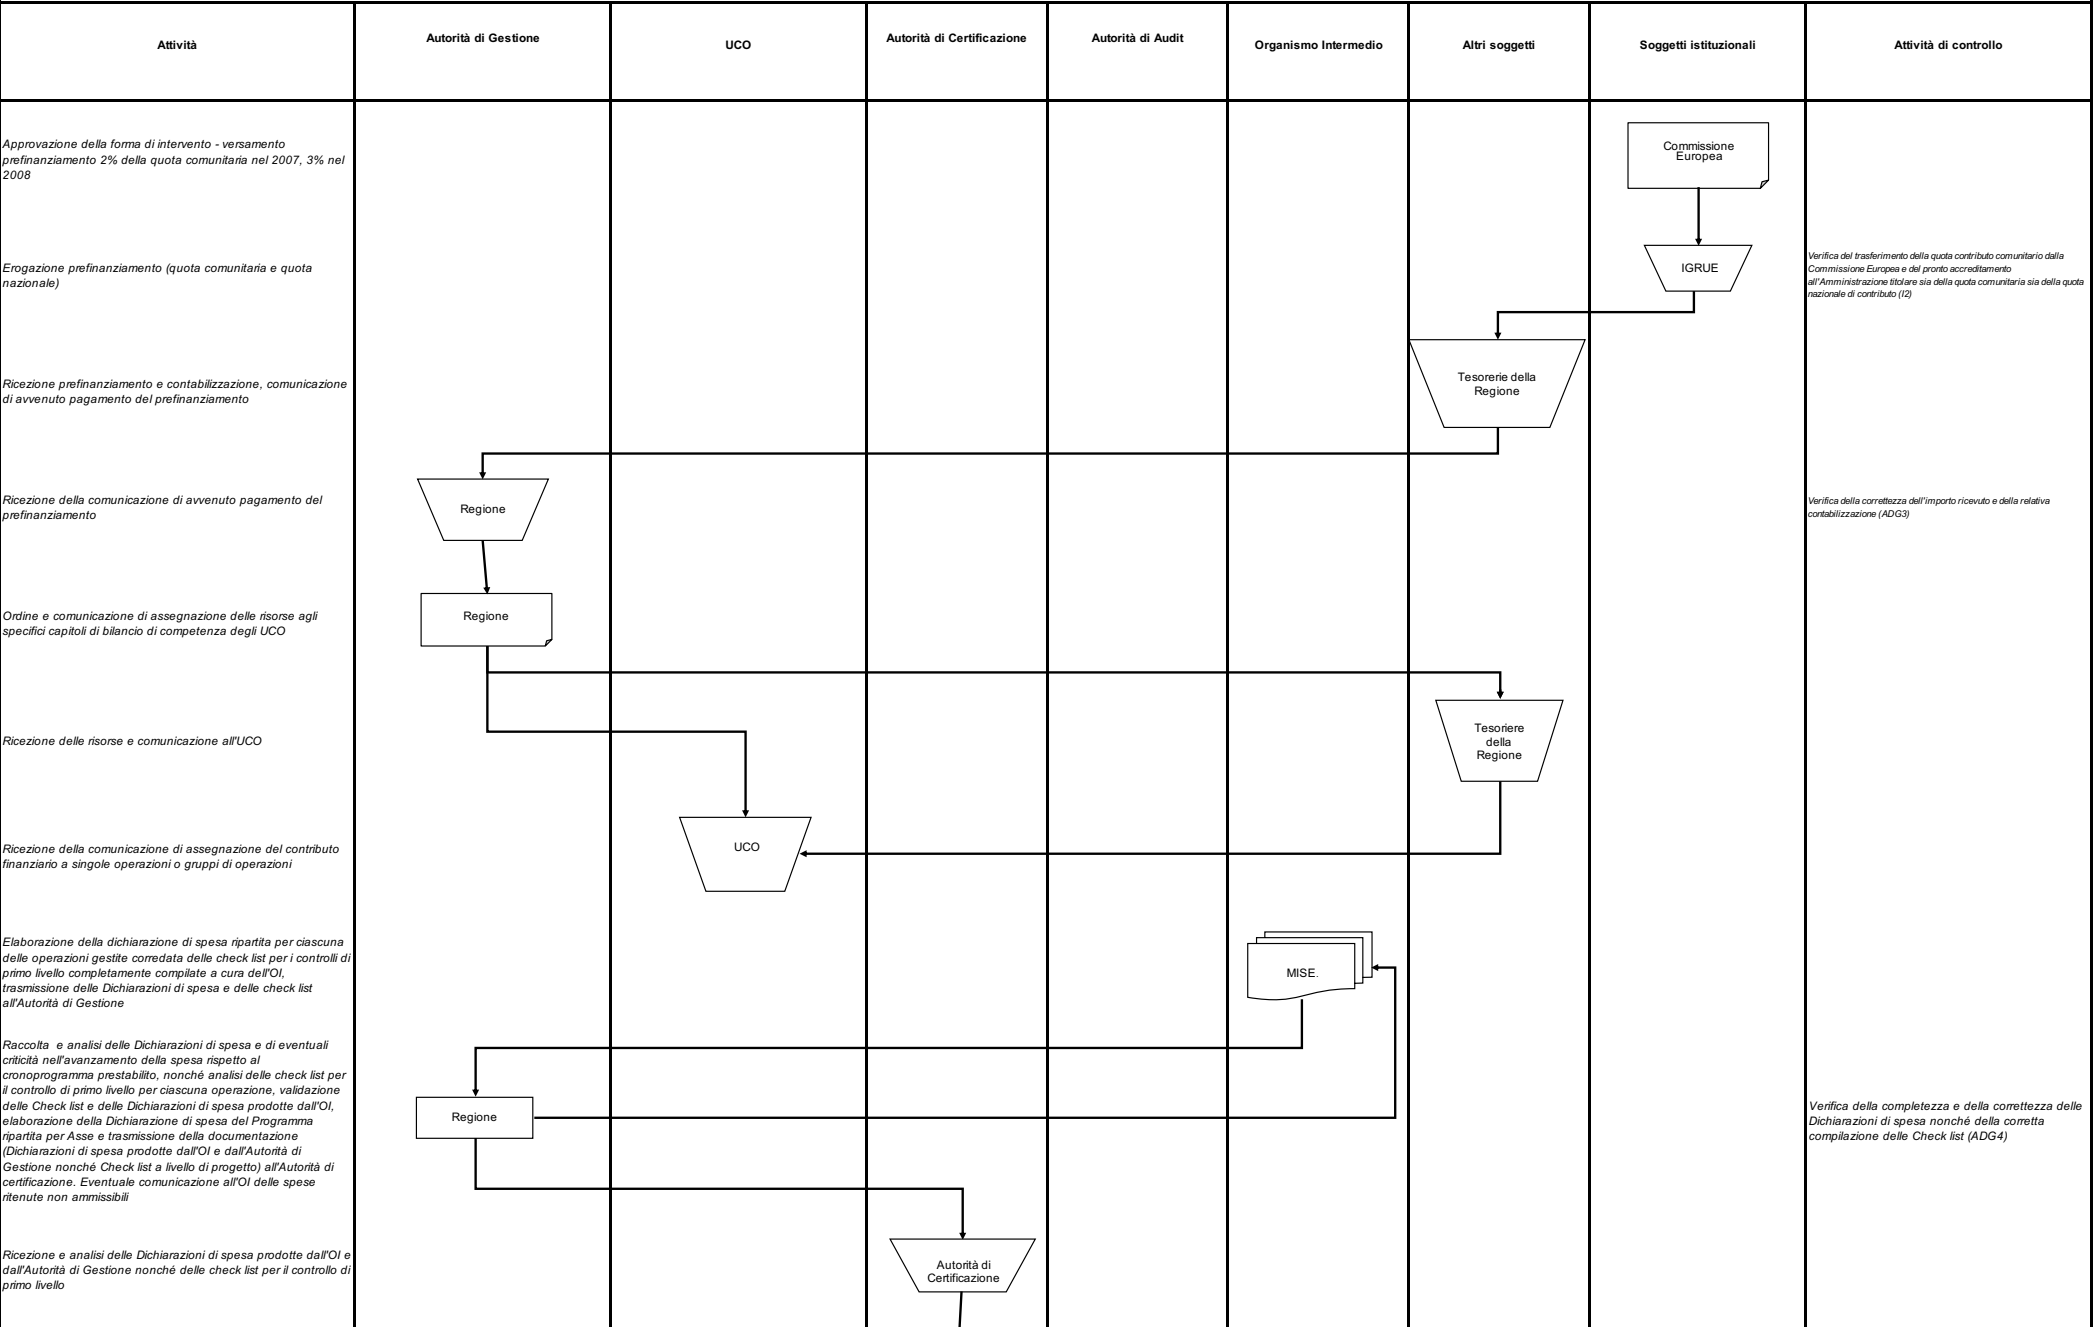 Attività
Autorità di Gestione
UCO
Autorità di Certificazione
Autorità di Audit
Organismo Intermedio
Altri soggetti
Soggetti istituzionali
Attività di controllo
Approvazione della forma di intervento - versamento
prefinanziamento 2% della quota comunitaria nel 2007, 3% nel
2008
Commissione
Europea
Erogazione prefinanziamento (quota comunitaria e quota
nazionale)
IGRUE
Verifica del trasferimento della quota contributo comunitario dalla
Commissione Europea e del pronto accreditamento
all'Amministrazione titolare sia della quota comunitaria sia della quota
nazionale di contributo (I2)
Ricezione prefinanziamento e contabilizzazione, comunicazione
di avvenuto pagamento del prefinanziamento
Tesorerie della
Regione
Ricezione della comunicazione di avvenuto pagamento del
prefinanziamento
Regione
Verifica della correttezza dell'importo ricevuto e della relativa
contabilizzazione (ADG3)
Ordine e comunicazione di assegnazione delle risorse agli
specifici capitoli di bilancio di competenza degli UCO
Regione
Ricezione delle risorse e comunicazione all'UCO
Tesoriere
della
Regione
Ricezione della comunicazione di assegnazione del contributo
finanziario a singole operazioni o gruppi di operazioni
UCO
Elaborazione della dichiarazione di spesa ripartita per ciascuna
delle operazioni gestite corredata delle check list per i controlli di
primo livello completamente compilate a cura dell'OI,
trasmissione delle Dichiarazioni di spesa e delle check list
all'Autorità di Gestione
MISE.
Raccolta e analisi delle Dichiarazioni di spesa e di eventuali
criticità nell'avanzamento della spesa rispetto al
cronoprogramma prestabilito, nonché analisi delle check list per
il controllo di primo livello per ciascuna operazione, validazione
delle Check list e delle Dichiarazioni di spesa prodotte dall'OI,
elaborazione della Dichiarazione di spesa del Programma
ripartita per Asse e trasmissione della documentazione
(Dichiarazioni di spesa prodotte dall'OI e dall'Autorità di
Gestione nonché Check list a livello di progetto) all'Autorità di
certificazione. Eventuale comunicazione all'OI delle spese
ritenute non ammissibili
Regione
Verifica della completezza e della correttezza delle
Dichiarazioni di spesa nonché della corretta
compilazione delle Check list (ADG4)
Ricezione e analisi delle Dichiarazioni di spesa prodotte dall'OI e
dall'Autorità di Gestione nonché delle check list per il controllo di
primo livello
Autorità di
Certificazione